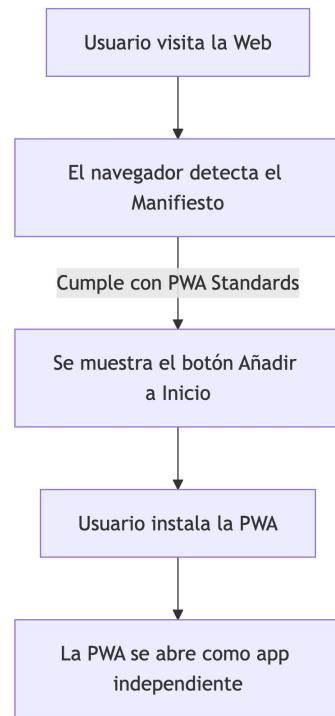 Usuario visita la Web
El navegador detecta el
Manifiesto
Cumple con PWA Standards
Se muestra el botón Añadir
a Inicio
Usuario instala la PWA
La PWA se abre como app
independiente